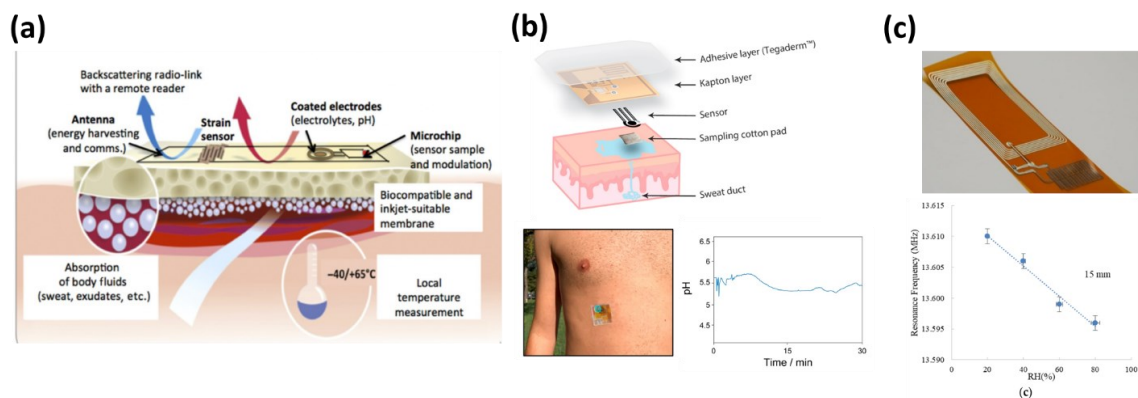 (a)
Backscattering radio-link
with a remote reader
Antenna
(energy harvesting
and comms.)
Strain
sensor
Coated electrodes
(electrolytes, pH)
Microchip
(sensor sample
and modulation)
Biocompatible and
inkjet-suitable
membrane
Absorption
of body fluids
(sweat, exudates, etc.)
–40/+65°C
Local
temperature
measurement
(b)
Adhesive layer (Tegaderm™)
Kapton layer
Sensor
Sampling cotton pad
Sweat duct
pH
6.5
6.0
5.5
5.0
4.5
0
15
30
Time / min
(c)
Resonance Frequency (MHz)
13.615
13.610
13.605
13.600
13.595
13.590
15 mm
0 20 40 60 80 100
RH(%)
(c)